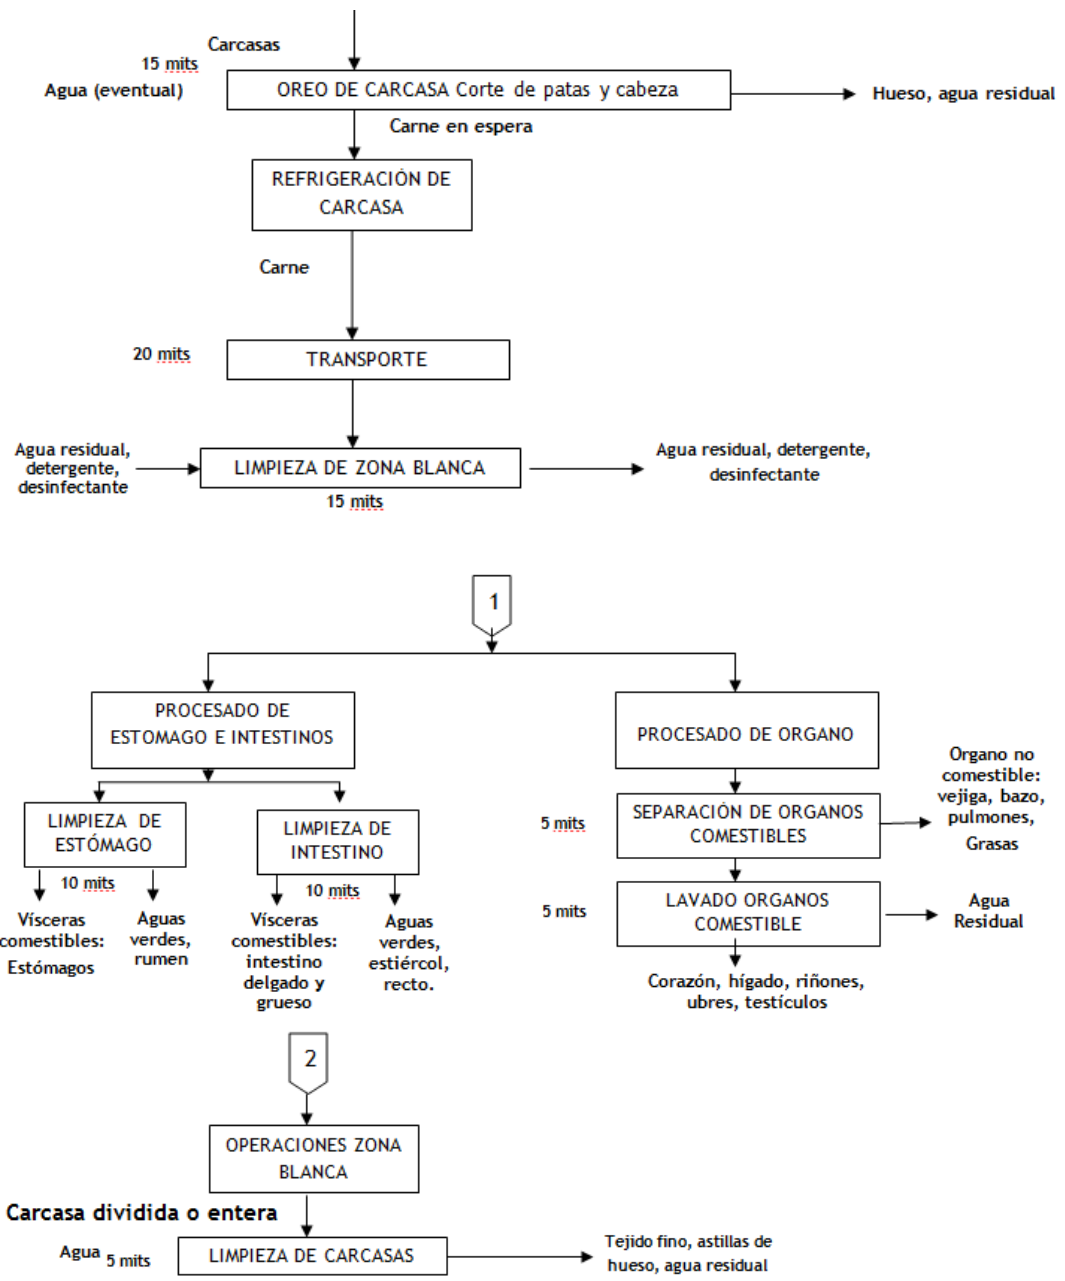 Carcasas
15 mits
Agua (eventual)
OREO DE CARCASA Corte de patas y cabeza
Hueso, agua residual
Carne en espera
REFRIGERACIÓN DE
CARCASA
Carne
20 mits
TRANSPORTE
Agua residual,
detergente,
desinfectante
LIMPIEZA DE ZONA BLANCA
15 mits
Agua residual, detergente,
desinfectante
1
PROCESADO DE
ESTOMAGO E INTESTINOS
PROCESADO DE ORGANO
LIMPIEZA DE
ESTÓMAGO
10 mits
LIMPIEZA DE
INTESTINO
10 mits
5 mits
SEPARACIÓN DE ORGANOS
COMESTIBLES
Organo no
comestible:
vejiga, bazo,
pulmones,
Grasas
5 mits
LAVADO ORGANOS
COMESTIBLE
Agua
Residual
Vísceras
comestibles:
Estómagos
Aguas
verdes,
rumen
Vísceras
comestibles:
intestino
delgado y
grueso
Aguas
verdes,
estiércol,
recto.
Corazón, hígado, riñones,
ubres, testículos
2
OPERACIONES ZONA
BLANCA
Carcasa dividida o entera
Agua 5 mits
LIMPIEZA DE CARCASAS
Tejido fino, astillas de
hueso, agua residual